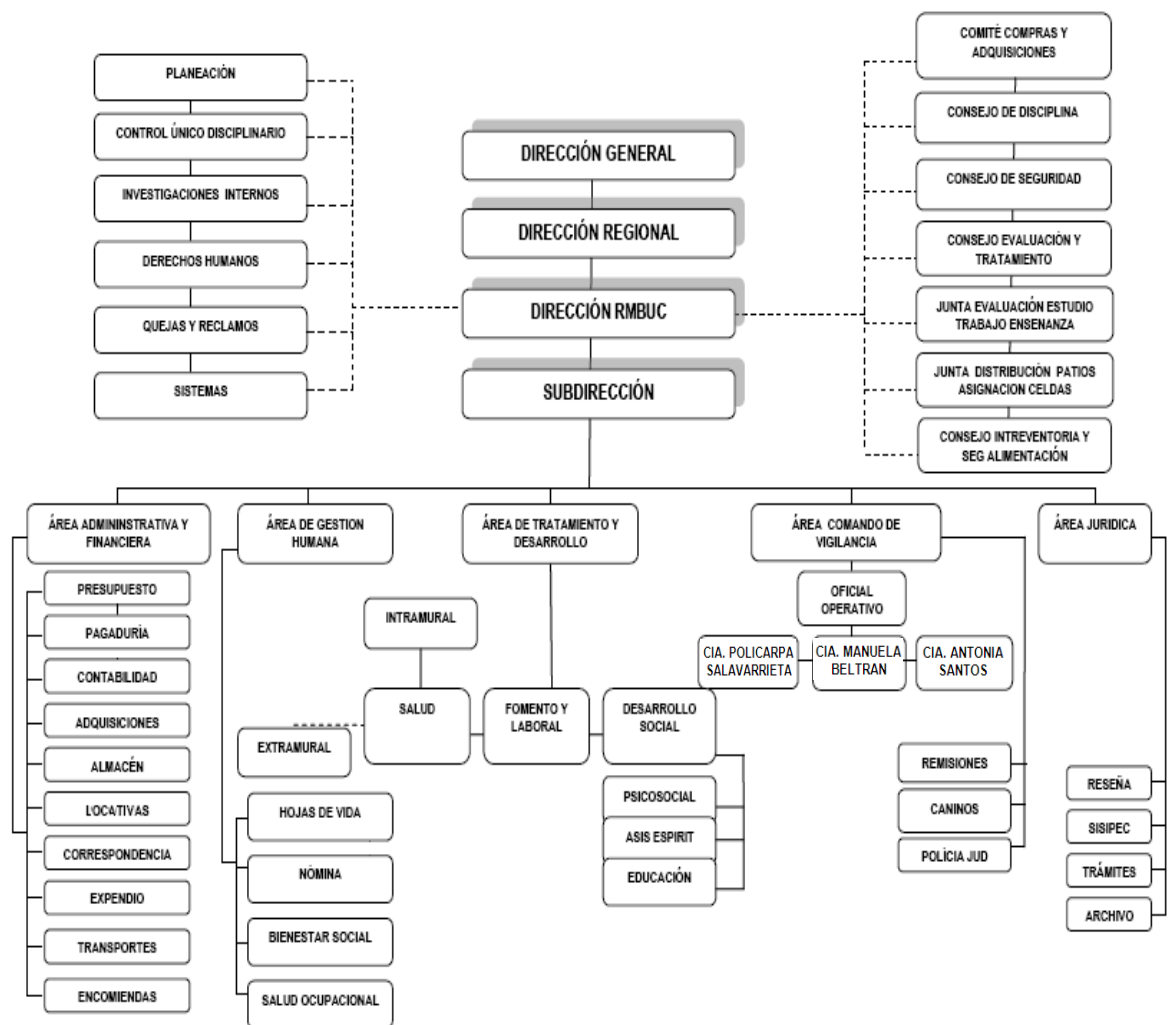 PLANEACIÓN
CONTROL ÚNICO DISCIPLINARIO
INVESTIGACIONES INTERNOS
DERECHOS HUMANOS
QUEJAS Y RECLAMOS
SISTEMAS
DIRECCIÓN GENERAL
DIRECCIÓN REGIONAL
DIRECCIÓN RMBUC
SUBDIRECCIÓN
COMITÉ COMPRAS Y
ADQUISICIONES
CONSEJO DE DISCIPLINA
CONSEJO DE SEGURIDAD
CONSEJO EVALUACIÓN Y
TRATAMIENTO
JUNTA EVALUACIÓN ESTUDIO
TRABAJO ENSENANZA
JUNTA DISTRIBUCIÓN PATIOS
ASIGNACION CELDAS
CONSEJO INTREVENTORIA Y
SEG ALIMENTACIÓN
ÁREA ADMININSTRATIVA Y
FINANCIERA
PRESUPUESTO
PAGADURÌA
CONTABILIDAD
ADQUISICIONES
ALMACÉN
LOCATIVAS
CORRESPONDENCIA
EXPENDIO
TRANSPORTES
ENCOMIENDAS
ÁREA DE GESTION
HUMANA
HOJAS DE VIDA
NÓMINA
BIENESTAR SOCIAL
SALUD OCUPACIONAL
ÁREA DE TRATAMIENTO Y
DESARROLLO
INTRAMURAL
SALUD
EXTRAMURAL
FOMENTO Y
LABORAL
DESARROLLO
SOCIAL
PSICOSOCIAL
ASIS ESPIRIT
EDUCACIÓN
ÁREA COMANDO DE
VIGILANCIA
OFICIAL
OPERATIVO
CIA. POLICARPA
SALAVARRIETA
CIA. MANUELA
BELTRAN
CIA. ANTONIA
SANTOS
REMISIONES
CANINOS
POLÍCIA JUD
ÁREA JURIDICA
RESEÑA
SISIPEC
TRÁMITES
ARCHIVO